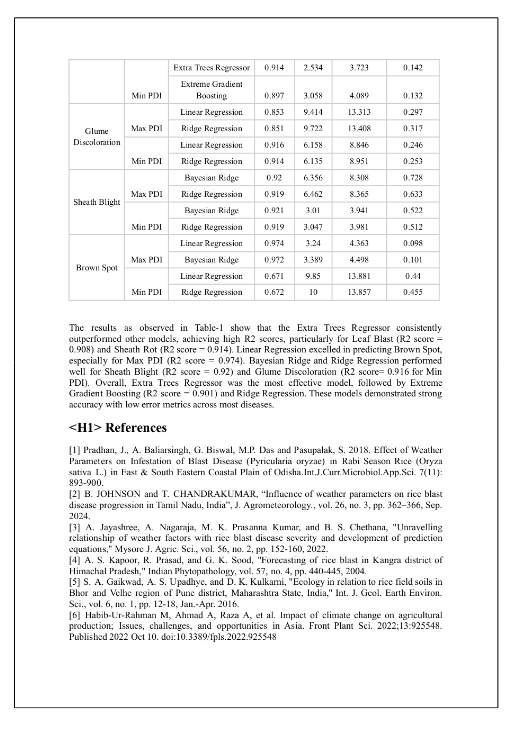 Extra Trees Regressor 0.914 2.534 3.723 0.142
Min PDI Extreme Gradient Boosting 0.897 3.058 4.089 0.132
Glume Discoloration Max PDI Linear Regression 0.853 9.414 13.313 0.297
Ridge Regression 0.851 9.722 13.408 0.317
Min PDI Linear Regression 0.916 6.158 8.846 0.246
Ridge Regression 0.914 6.135 8.951 0.253
Sheath Blight Max PDI Bayesian Ridge 0.92 6.356 8.308 0.728
Ridge Regression 0.919 6.462 8.365 0.633
Min PDI Bayesian Ridge 0.921 3.01 3.941 0.522
Ridge Regression 0.919 3.047 3.981 0.512
Brown Spot Max PDI Linear Regression 0.974 3.24 4.363 0.098
Bayesian Ridge 0.972 3.389 4.498 0.101
Min PDI Linear Regression 0.671 9.85 13.881 0.44
Ridge Regression 0.672 10 13.857 0.455
The results as observed in Table-1 show that the Extra Trees Regressor consistently
outperformed other models, achieving high R2 scores, particularly for Leaf Blast (R2 score =
0.908) and Sheath Rot (R2 score = 0.914). Linear Regression excelled in predicting Brown Spot,
especially for Max PDI (R2 score = 0.974). Bayesian Ridge and Ridge Regression performed
well for Sheath Blight (R2 score = 0.92) and Glume Discoloration (R2 score= 0.916 for Min
PDI). Overall, Extra Trees Regressor was the most effective model, followed by Extreme
Gradient Boosting (R2 score = 0.901) and Ridge Regression. These models demonstrated strong
accuracy with low error metrics across most diseases.
<H1> References
[1] Pradhan, J., A. Baliarsingh, G. Biswal, M.P. Das and Pasupalak, S. 2018. Effect of Weather
Parameters on Infestation of Blast Disease (Pyricularia oryzae) in Rabi Season Rice (Oryza
sativa L.) in East & South Eastern Coastal Plain of Odisha.Int.J.Curr.Microbiol.App.Sci. 7(11):
893-900.
[2] B. JOHNSON and T. CHANDRAKUMAR, “Influence of weather parameters on rice blast
disease progression in Tamil Nadu, India”, J. Agrometeorology., vol. 26, no. 3, pp. 362–366, Sep.
2024.
[3] A. Jayashree, A. Nagaraja, M. K. Prasanna Kumar, and B. S. Chethana, "Unravelling
relationship of weather factors with rice blast disease severity and development of prediction
equations," Mysore J. Agric. Sci., vol. 56, no. 2, pp. 152-160, 2022.
[4] A. S. Kapoor, R. Prasad, and G. K. Sood, "Forecasting of rice blast in Kangra district of
Himachal Pradesh," Indian Phytopathology, vol. 57, no. 4, pp. 440-445, 2004.
[5] S. A. Gaikwad, A. S. Upadhye, and D. K. Kulkarni, "Ecology in relation to rice field soils in
Bhor and Velhe region of Pune district, Maharashtra State, India," Int. J. Geol. Earth Environ.
Sci., vol. 6, no. 1, pp. 12-18, Jan.-Apr. 2016.
[6] Habib-Ur-Rahman M, Ahmad A, Raza A, et al. Impact of climate change on agricultural
production; Issues, challenges, and opportunities in Asia. Front Plant Sci. 2022;13:925548.
Published 2022 Oct 10. doi:10.3389/fpls.2022.925548